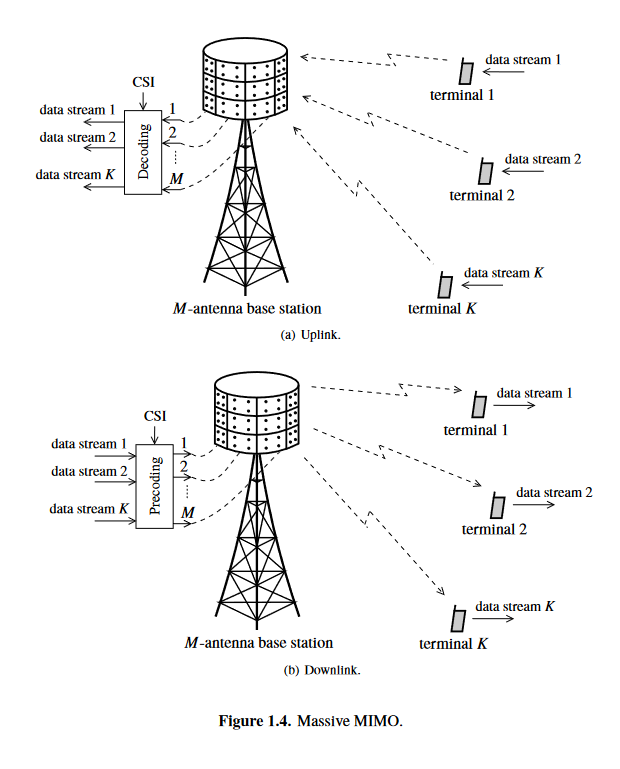 CSI
data stream 1
data stream 2
data stream K
Decoding
1
2
M
data stream 1
terminal 1
data stream 2
terminal 2
data stream K
terminal K
M-antenna base station
(a) Uplink.
CSI
data stream 1
data stream 2
data stream K
Precoding
1
2
M
data stream 1
terminal 1
data stream 2
terminal 2
data stream K
terminal K
M-antenna base station
(b) Downlink.
Figure 1.4. Massive MIMO.